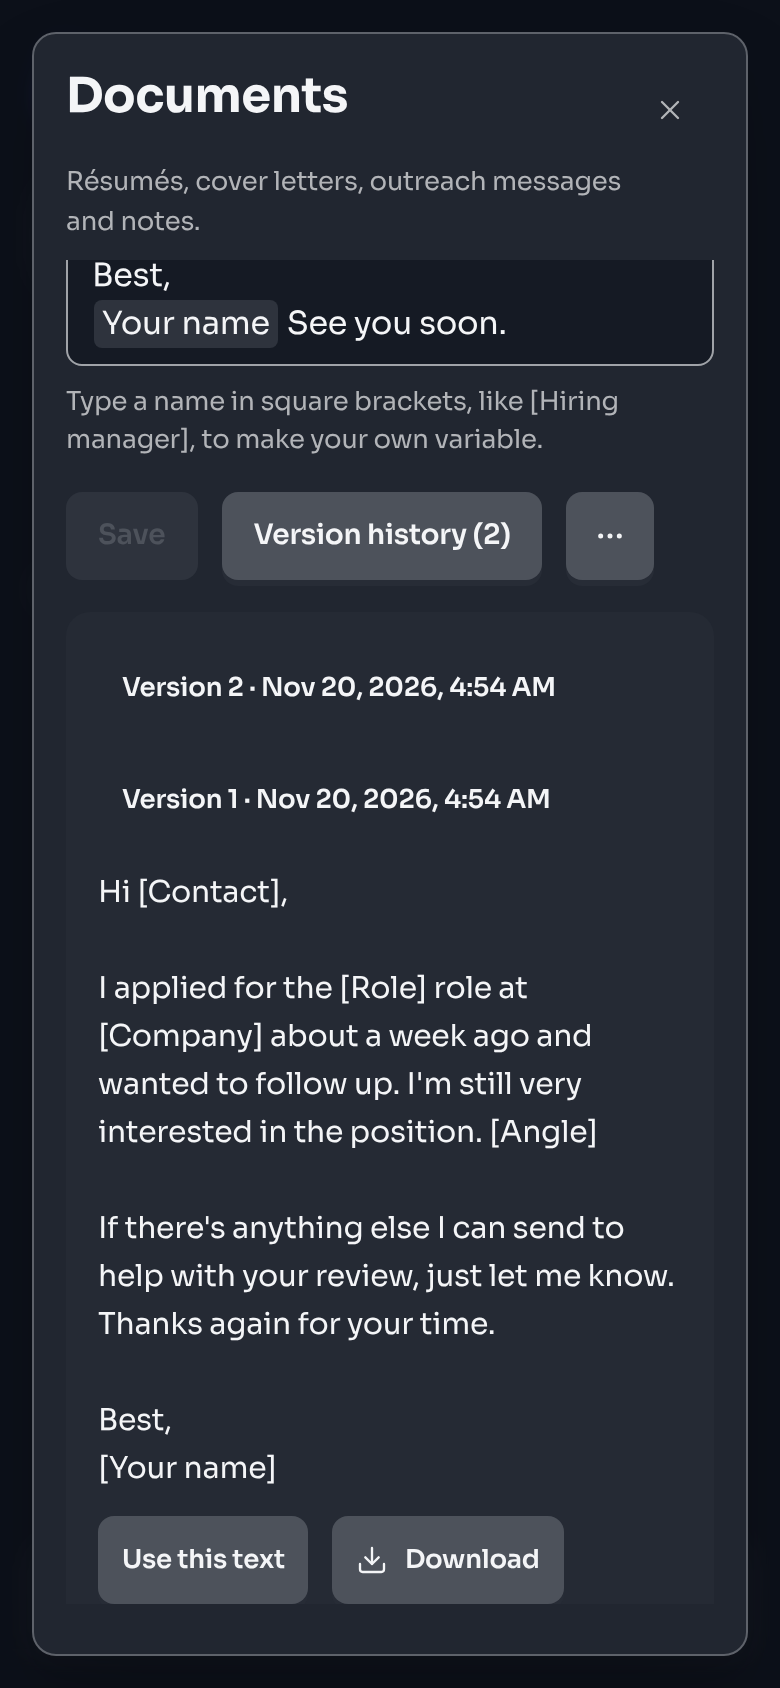 Documents
Résumés, cover letters, outreach messages
and notes.
Best,
Your name See you soon.
Type a name in square brackets, like [Hiring
manager], to make your own variable.
Save
Version history (2)
...
Version 2 · Nov 20, 2026, 4:54 AM
Version 1 · Nov 20, 2026, 4:54 AM
Hi [Contact],
I applied for the [Role] role at
[Company] about a week ago and
wanted to follow up. I'm still very
interested in the position. [Angle]
If there's anything else I can send to
help with your review, just let me know.
Thanks again for your time.
Best,
[Your name]
Use this text
Download